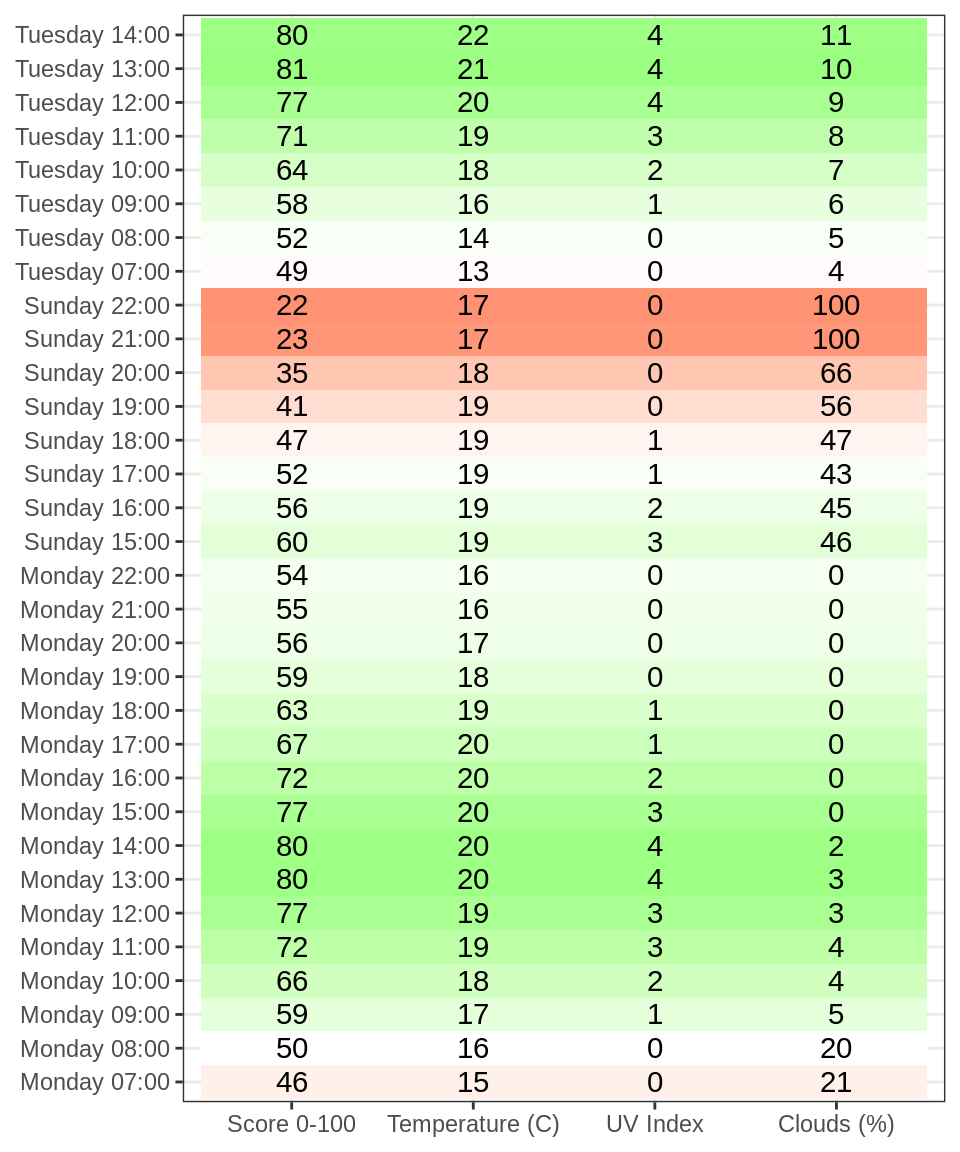 Tuesday 14:00 80 22 4 11
Tuesday 13:00 81 21 4 10
Tuesday 12:00 77 20 4 9
Tuesday 11:00 71 19 3 8
Tuesday 10:00 64 18 2 7
Tuesday 09:00 58 16 1 6
Tuesday 08:00 52 14 0 5
Tuesday 07:00 49 13 0 4
Sunday 22:00 22 17 0 100
Sunday 21:00 23 17 0 100
Sunday 20:00 35 18 0 66
Sunday 19:00 41 19 0 56
Sunday 18:00 47 19 1 47
Sunday 17:00 52 19 1 43
Sunday 16:00 56 19 2 45
Sunday 15:00 60 19 3 46
Monday 22:00 54 16 0 0
Monday 21:00 55 16 0 0
Monday 20:00 56 17 0 0
Monday 19:00 59 18 0 0
Monday 18:00 63 19 1 0
Monday 17:00 67 20 1 0
Monday 16:00 72 20 2 0
Monday 15:00 77 20 3 0
Monday 14:00 80 20 4 2
Monday 13:00 80 20 4 3
Monday 12:00 77 19 3 3
Monday 11:00 72 19 3 4
Monday 10:00 66 18 2 4
Monday 09:00 59 17 1 5
Monday 08:00 50 16 0 20
Monday 07:00 46 15 0 21
Score 0-100 Temperature (C) UV Index Clouds (%)